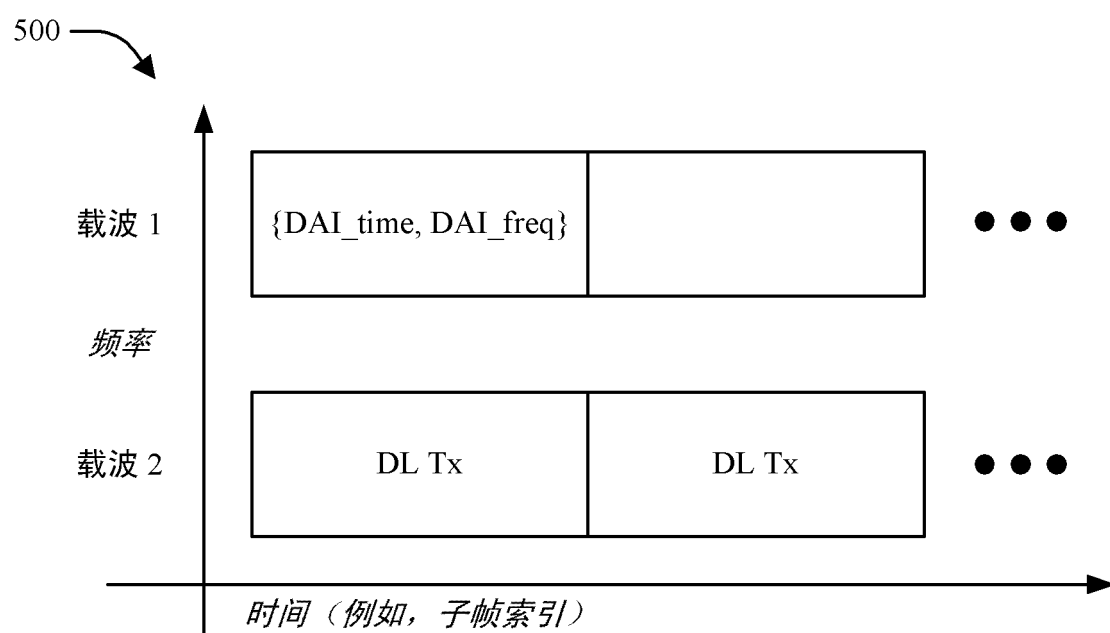 500
载波 1
{DAI_time, DAI_freq}
频率
载波 2
DL Tx
DL Tx
时间（例如，子帧索引）